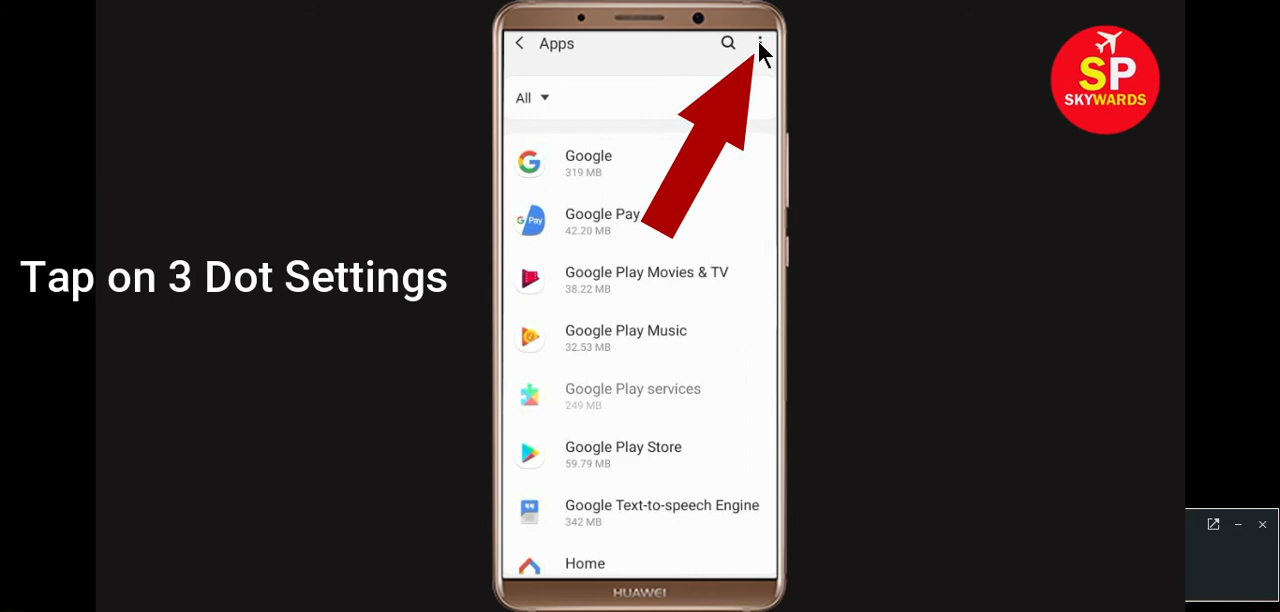 Apps
All
Google
319 MB
Google Pay
42.20 MB
G Pay
Google Play Movies & TV
38.22 MB
Google Play Music
32.53 MB
Google Play services
249 MB
Google Play Store
59.79 MB
Google Text-to-speech Engine
342 MB
Home
HUAWEI
Tap on 3 Dot Settings
SP
SKYWARDS